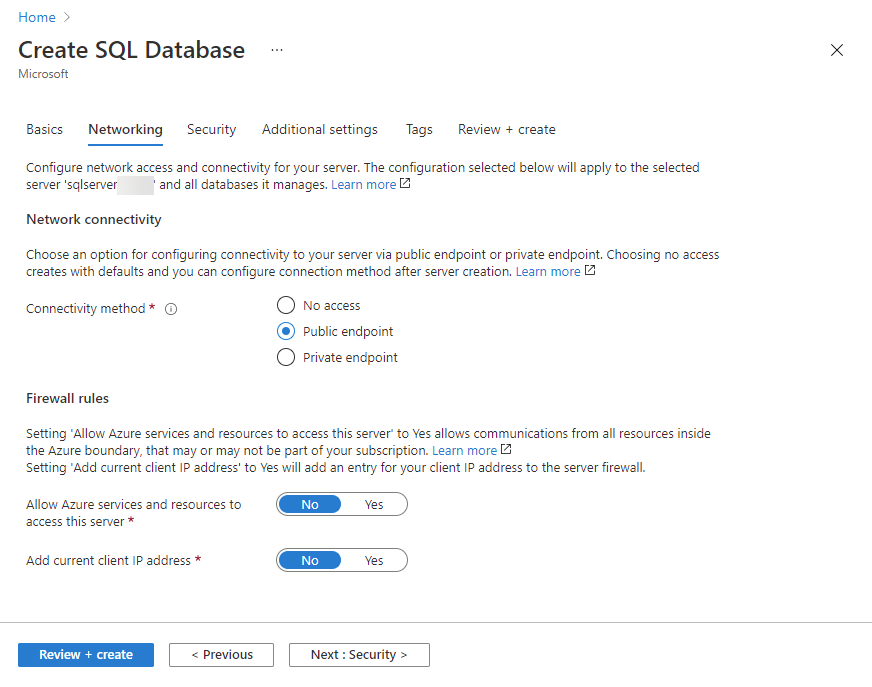 Home >
Create SQL Database ...
Microsoft
Basics Networking Security Additional settings Tags Review + create
Configure network access and connectivity for your server. The configuration selected below will apply to the selected
server 'sqlserver ' and all databases it manages. Learn more
Network connectivity
Choose an option for configuring connectivity to your server via public endpoint or private endpoint. Choosing no access
creates with defaults and you can configure connection method after server creation. Learn more
Connectivity method *
No access
Public endpoint
Private endpoint
Firewall rules
Setting 'Allow Azure services and resources to access this server' to Yes allows communications from all resources inside
the Azure boundary, that may or may not be part of your subscription. Learn more
Setting 'Add current client IP address' to Yes will add an entry for your client IP address to the server firewall.
Allow Azure services and resources to
access this server *
No Yes
Add current client IP address *
No Yes
Review + create
< Previous
Next : Security >